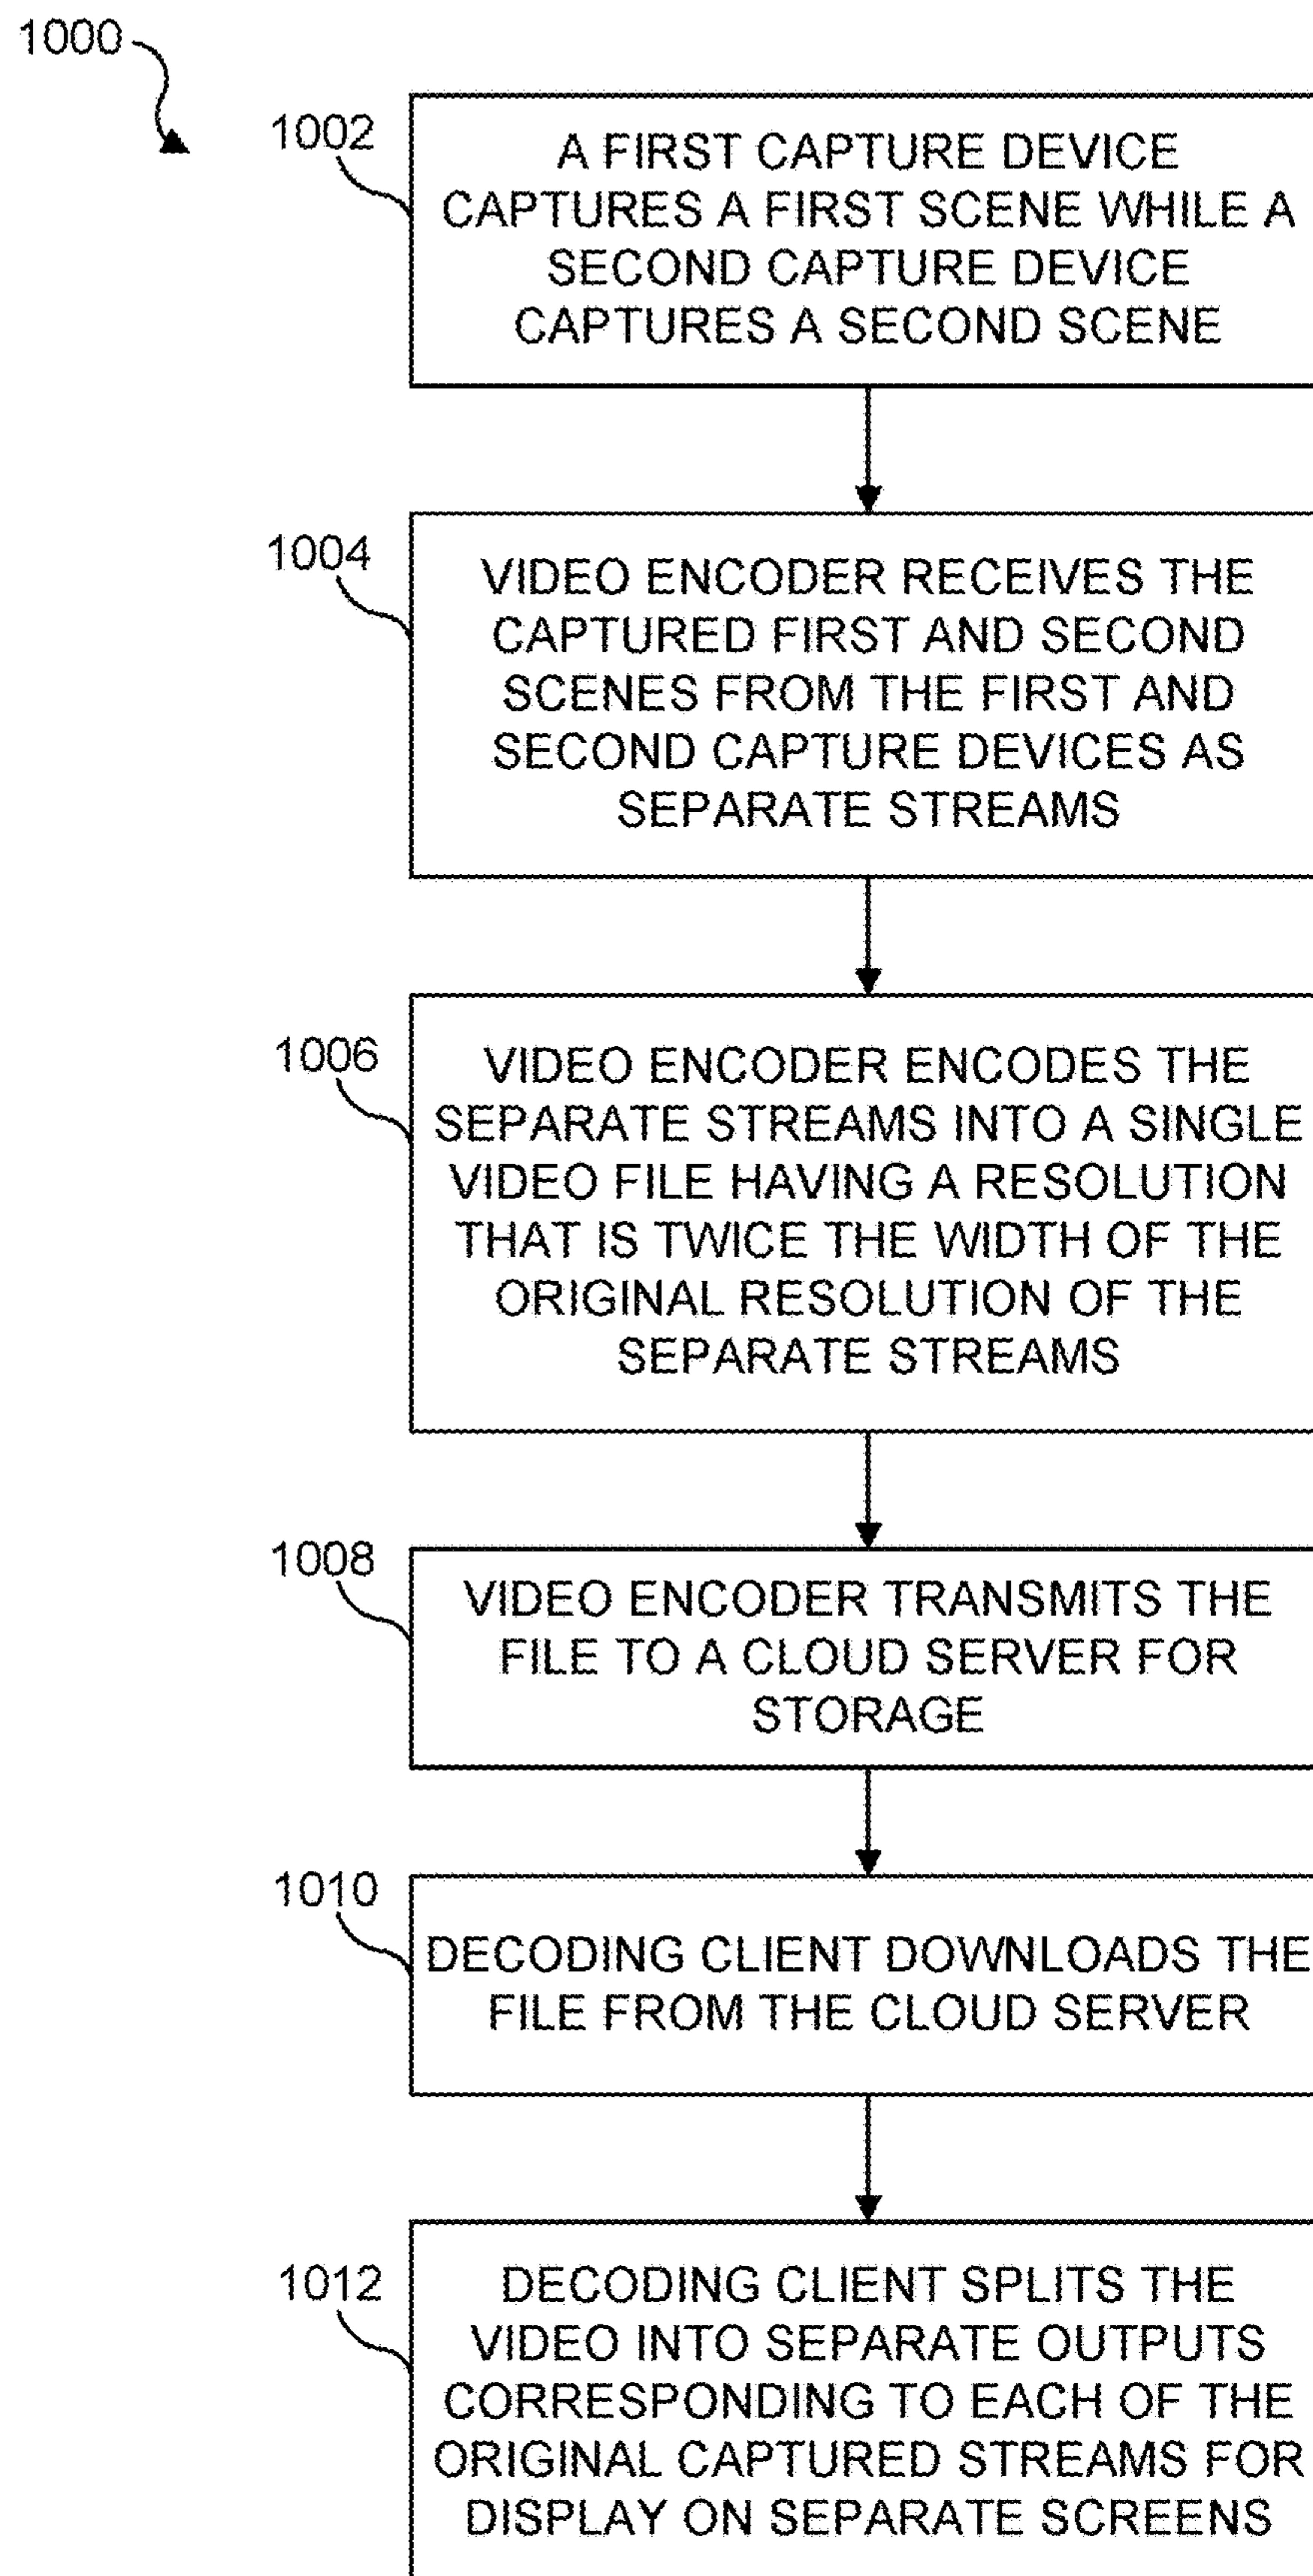 1000
1002
A FIRST CAPTURE DEVICE
CAPTURES A FIRST SCENE WHILE A
SECOND CAPTURE DEVICE
CAPTURES A SECOND SCENE
1004
VIDEO ENCODER RECEIVES THE
CAPTURED FIRST AND SECOND
SCENES FROM THE FIRST AND
SECOND CAPTURE DEVICES AS
SEPARATE STREAMS
1006
VIDEO ENCODER ENCODES THE
SEPARATE STREAMS INTO A SINGLE
VIDEO FILE HAVING A RESOLUTION
THAT IS TWICE THE WIDTH OF THE
ORIGINAL RESOLUTION OF THE
SEPARATE STREAMS
1008
VIDEO ENCODER TRANSMITS THE
FILE TO A CLOUD SERVER FOR
STORAGE
1010
DECODING CLIENT DOWNLOADS THE
FILE FROM THE CLOUD SERVER
1012
DECODING CLIENT SPLITS THE
VIDEO INTO SEPARATE OUTPUTS
CORRESPONDING TO EACH OF THE
ORIGINAL CAPTURED STREAMS FOR
DISPLAY ON SEPARATE SCREENS